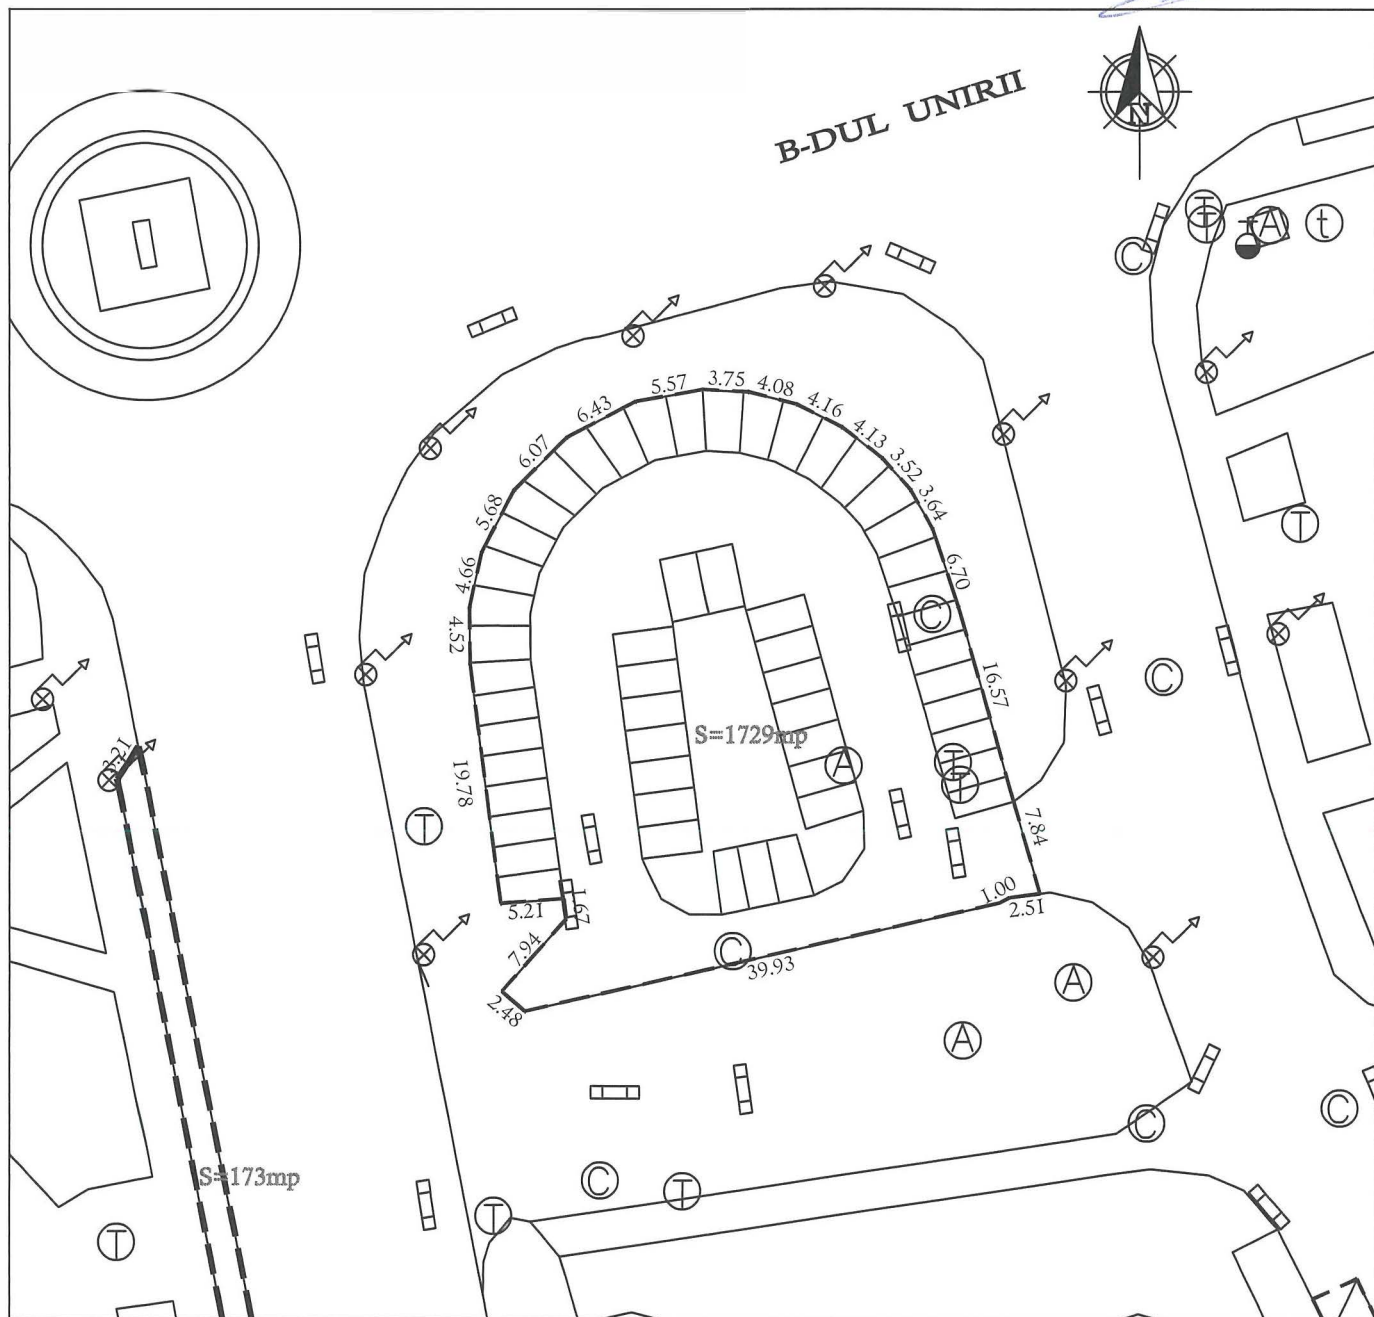 B-DUL UNIRII
N
T
T
T
A
t
C
5.57
3.75
4.08
4.16
4.13
3.52
3.64
6.70
16.57
7.84
6.43
6.07
5.68
4.66
4.52
19.78
5.21
1.67
7.94
2.48
39.93
1.00
2.51
T
C
C
S=1729mp
A
T
T
3.21
T
C
A
A
C
C
C
T
T
S=173mp
T